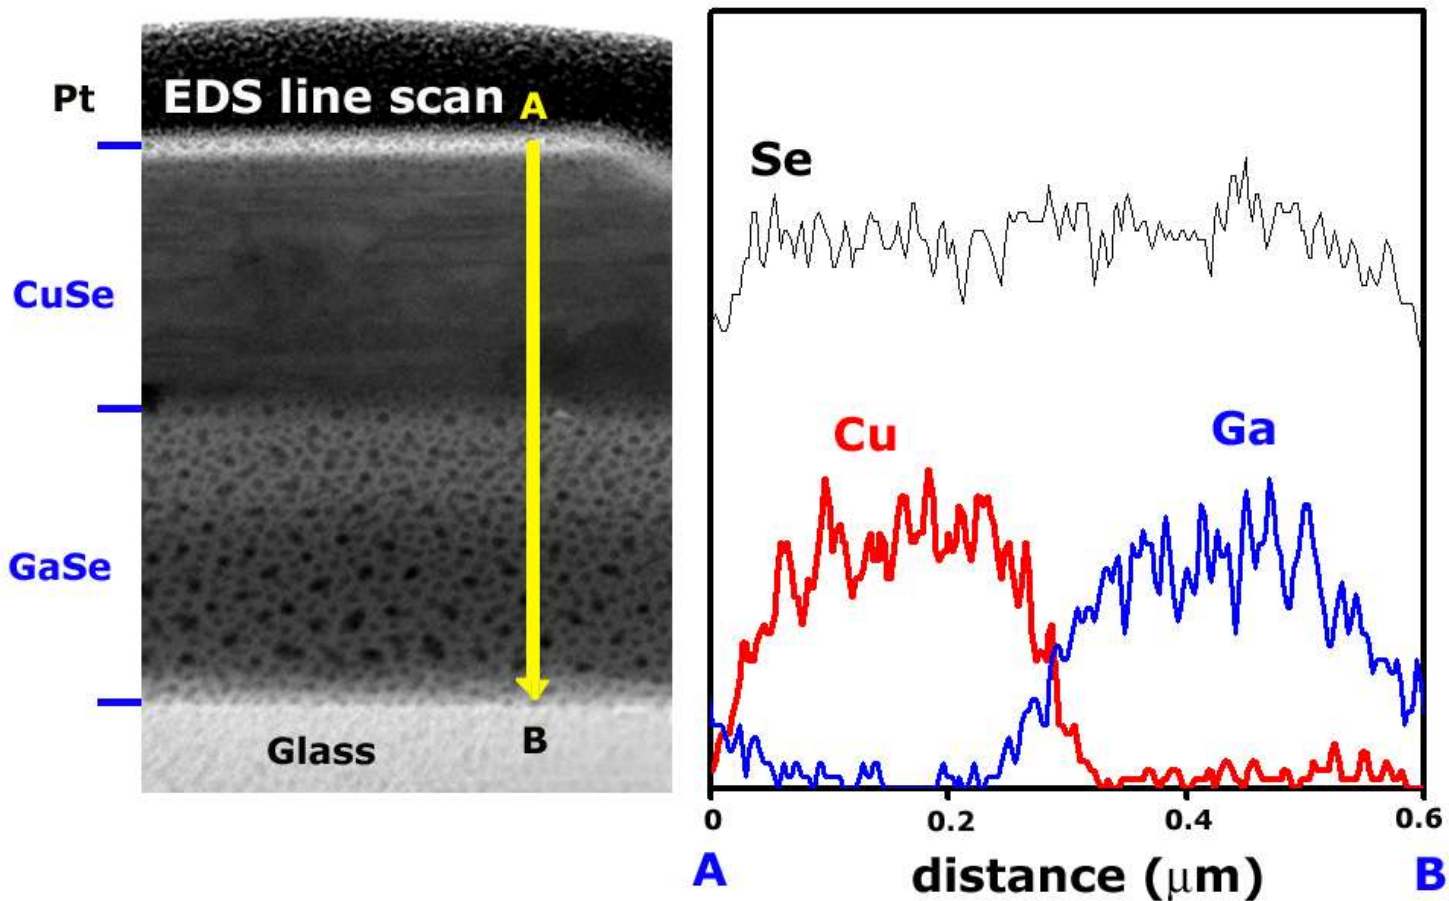 Pt
EDS line scan A
CuSe
GaSe
Glass
B
Se
Cu
Ga
0 0.2 0.4 0.6
A distance (μm) B